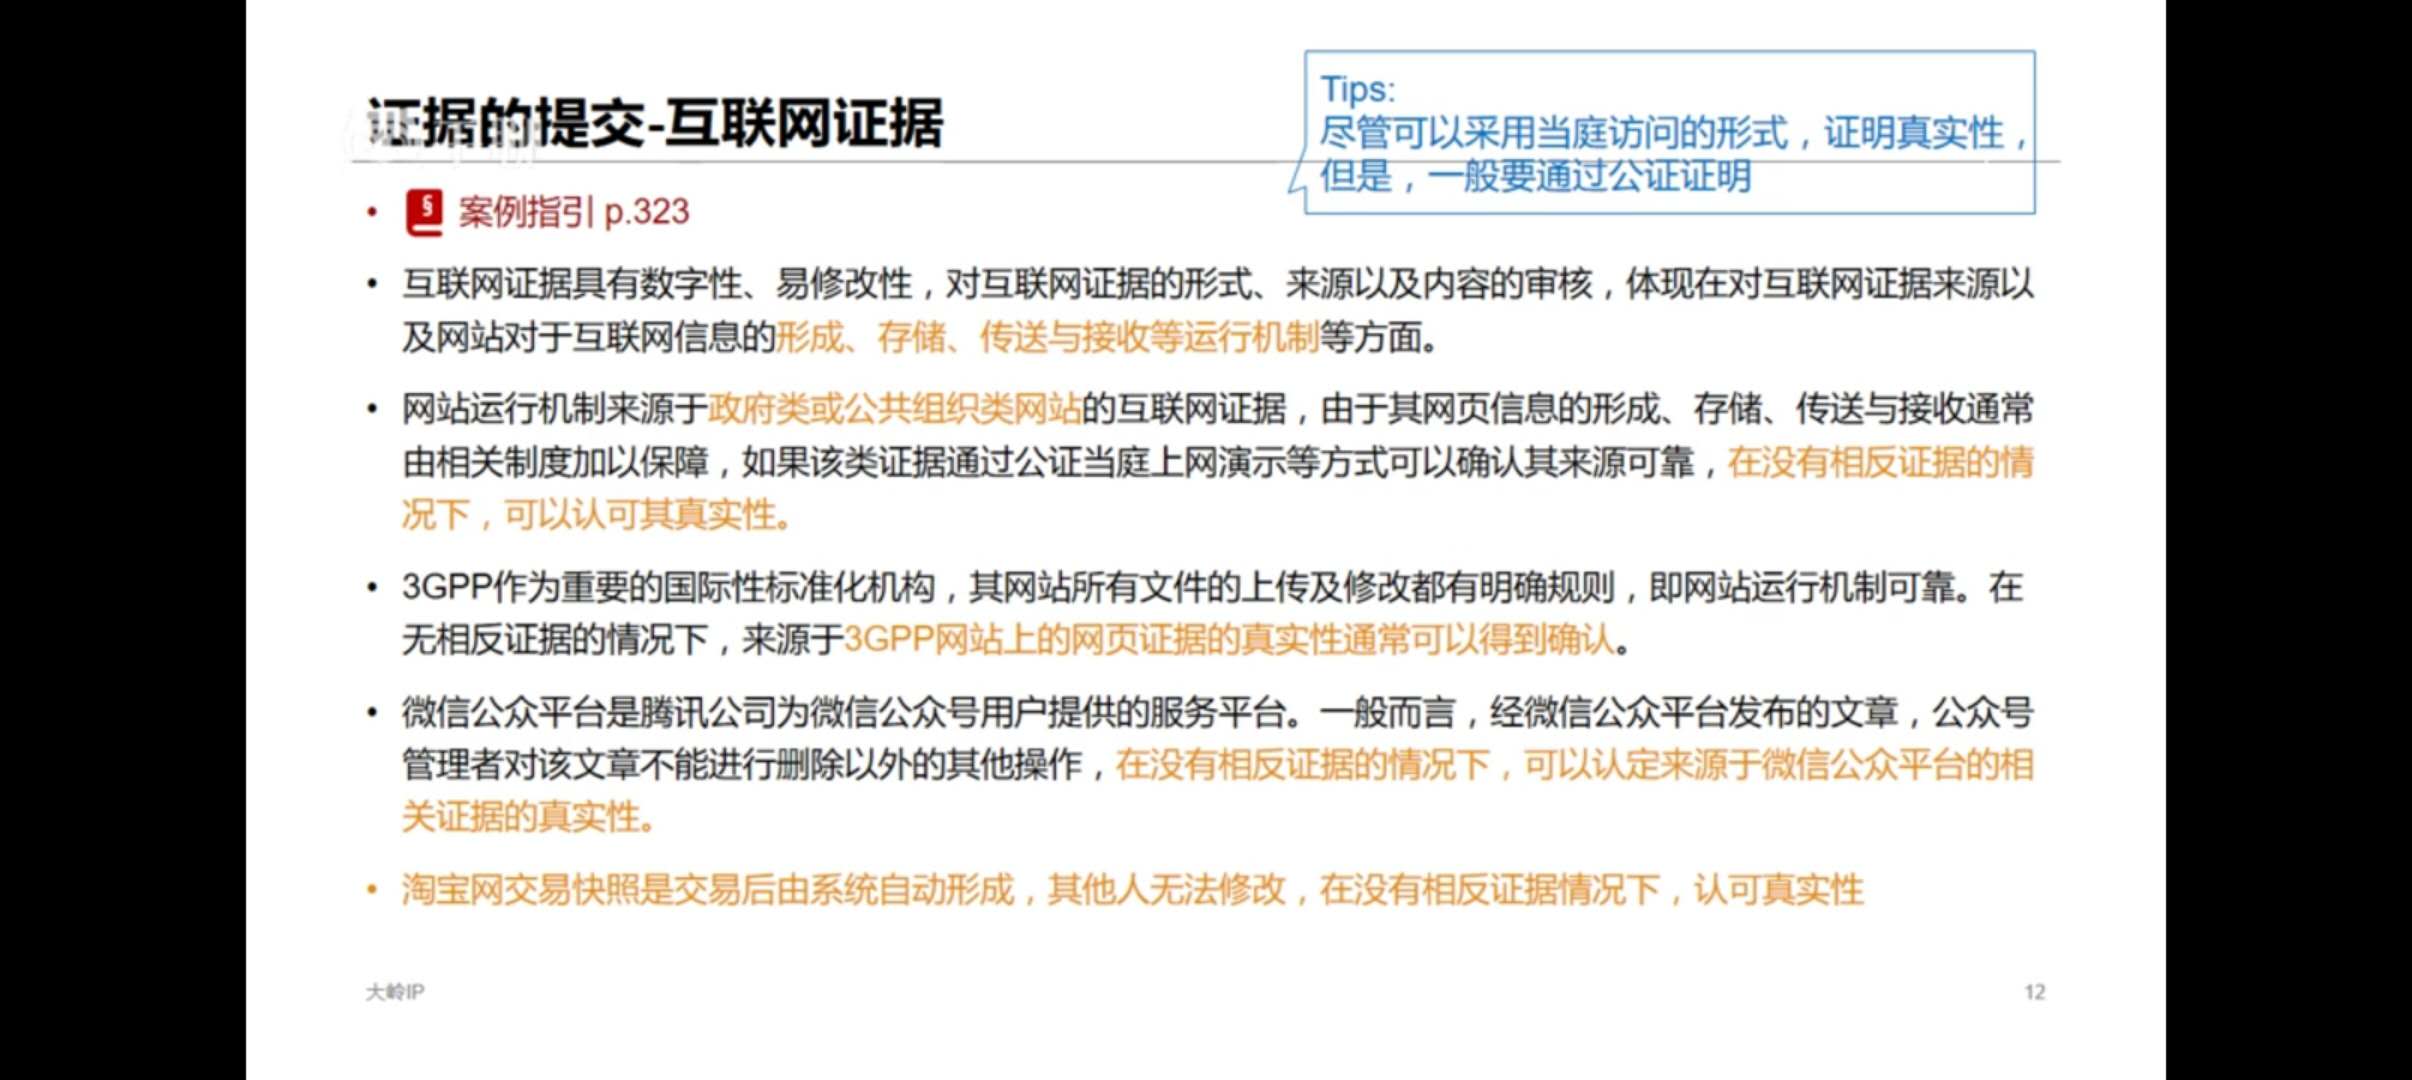 证据的提交-互联网证据
Tips:
尽管可以采用当庭访问的形式，证明真实性，
但是，一般要通过公证证明
• § 案例指引 p.323
• 互联网证据具有数字性、易修改性，对互联网证据的形式、来源以及内容的审核，体现在对互联网证据来源以
及网站对于互联网信息的形成、存储、传送与接收等运行机制等方面。
• 网站运行机制来源于政府类或公共组织类网站的互联网证据，由于其网页信息的形成、存储、传送与接收通常
由相关制度加以保障，如果该类证据通过公证当庭上网演示等方式可以确认其来源可靠，在没有相反证据的情
况下，可以认可其真实性。
• 3GPP作为重要的国际性标准化机构，其网站所有文件的上传及修改都有明确规则，即网站运行机制可靠。在
无相反证据的情况下，来源于3GPP网站上的网页证据的真实性通常可以得到确认。
• 微信公众平台是腾讯公司为微信公众号用户提供的服务平台。一般而言，经微信公众平台发布的文章，公众号
管理者对该文章不能进行删除以外的其他操作，在没有相反证据的情况下，可以认定来源于微信公众平台的相
关证据的真实性。
• 淘宝网交易快照是交易后由系统自动形成，其他人无法修改，在没有相反证据情况下，认可真实性
大岭IP
12